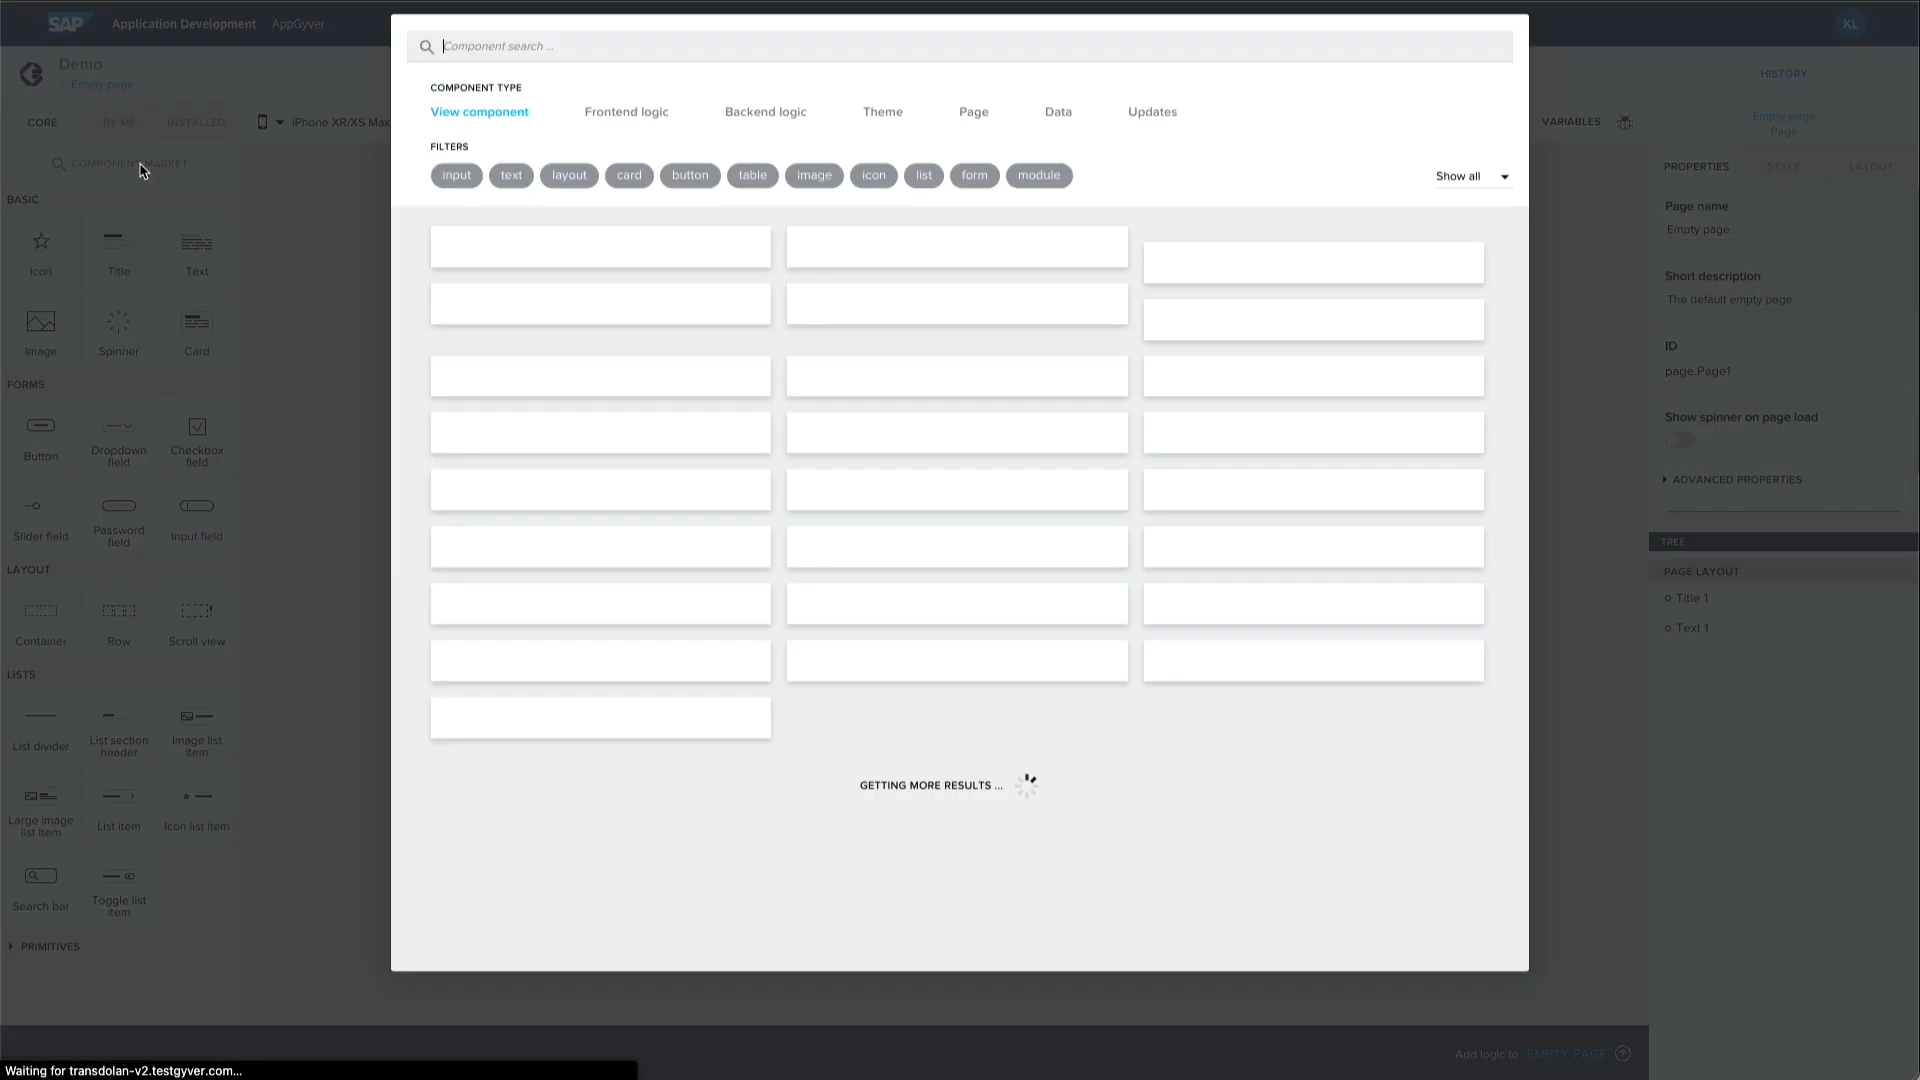 SAP Application Development AppGyver KL
Demo
Empty page
HISTORY
CORE BY ME INSTALLED
iPhone XR/XS Max
VARIABLES
Empty page
Page
COMPONENT MARKET
BASIC
Icon Title Text
Image Spinner Card
FORMS
Button Dropdown field Checkbox field
Slider field Password field Input field
LAYOUT
Container Row Scroll view
LISTS
List divider List section header Image list item
Large image list item List item Icon list item
Search bar Toggle list item
PRIMITIVES
Component search ...
COMPONENT TYPE
View component Frontend logic Backend logic Theme Page Data Updates
FILTERS
input text layout card button table image icon list form module
Show all
GETTING MORE RESULTS ...
PROPERTIES STYLE LAYOUT
Page name
Empty page
Short description
The default empty page
ID
page.Page1
Show spinner on page load
ADVANCED PROPERTIES
TREE
PAGE LAYOUT
Title 1
Text 1
Add logic to EMPTY PAGE
Waiting for transdolan-v2.testgyver.com...